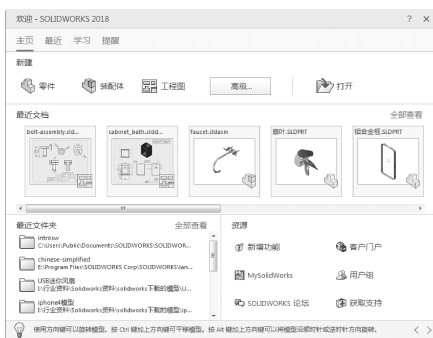 欢迎 - SOLIDWORKS 2018
主页 最近 学习 提醒
新建
零件 装配体 工程图 高级... 打开
最近文档 全部查看
bolt-assembly.sld... cabinet_bath.sldd... faucet.sldasm 扇叶.SLDPRT 铝合金框.SLDPRT
最近文件夹 全部查看 资源
introsw
C:\Users\Public\Documents\SOLIDWORKS\SOLIDWOR...
chinese-simplified
E:\Program Files\SOLIDWORKS Corp\SOLIDWORKS\lan...
USB迷你风扇
I:\行业资料\Solidworks资料\solidworks下载的模型\U...
iphone4模型
I:\行业资料\Solidworks资料\solidworks下载的模型\ip...
新增功能 客户门户
MySolidWorks 用户组
SOLIDWORKS 论坛 获取支持
使用方向键可以旋转模型。按 Ctrl 键加上方向键可平移模型。按 Alt 键加上方向键可以将模型沿顺时针或逆时针方向旋转。